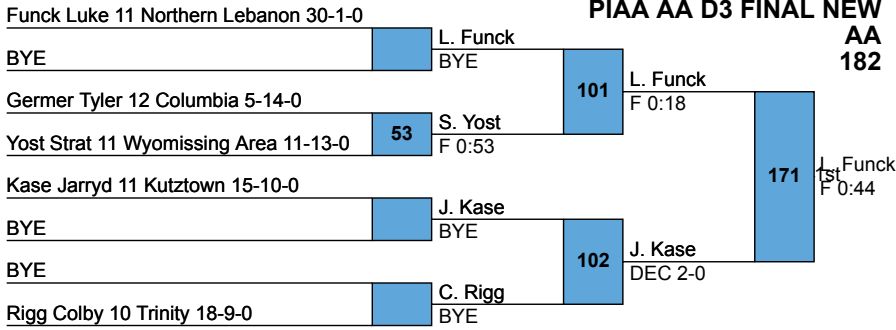 PIAA AA D3 FINAL NEW
AA
182
Funck Luke 11 Northern Lebanon 30-1-0
BYE
L. Funck
BYE
Germer Tyler 12 Columbia 5-14-0
Yost Strat 11 Wyomissing Area 11-13-0
53
S. Yost
F 0:53
101
L. Funck
F 0:18
Kase Jarryd 11 Kutztown 15-10-0
BYE
J. Kase
BYE
BYE
Rigg Colby 10 Trinity 18-9-0
C. Rigg
BYE
102
J. Kase
DEC 2-0
171
L. Funck
1st
F 0:44